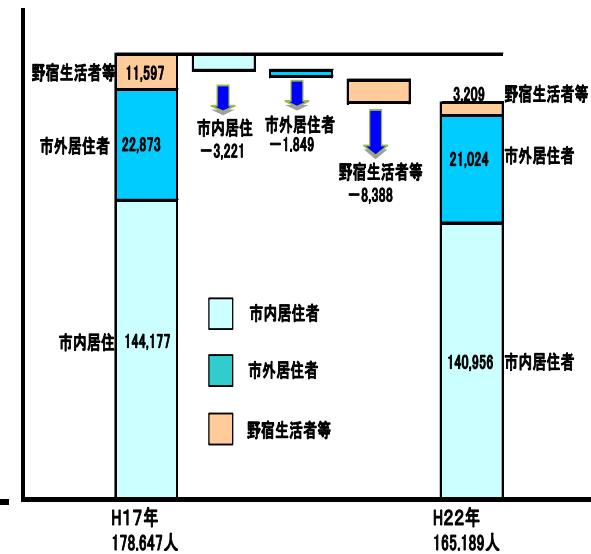 野宿生活者等
11,597
市外居住者
22,873
市内居住
144,177
市内居住
−3,221
市外居住者
−1.849
野宿生活者等
−8,388
3,209
野宿生活者等
21,024
市外居住者
140,956
市内居住者
市内居住者
市外居住者
野宿生活者等
H17年
178.647人
H22年
165,189人